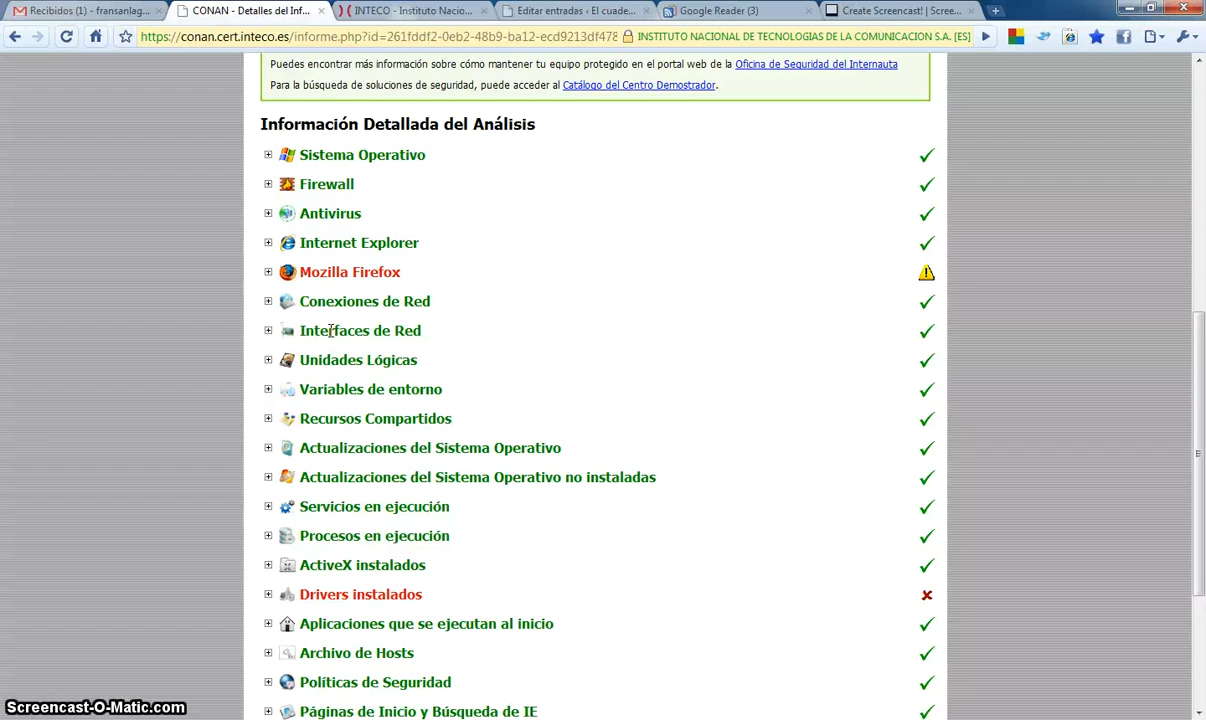 Recibidos (1) - fransanlag...
CONAN - Detalles del Inf...
INTECO - Instituto Nacio...
Editar entradas ‹ El cuade...
Google Reader (3)
Create Screencast! | Scree...
https://conan.cert.inteco.es/informe.php?id=261fddf2-0eb2-48b9-ba12-ecd9213df478
INSTITUTO NACIONAL DE TECNOLOGIAS DE LA COMUNICACION S.A. [ES]
Puedes encontrar más información sobre cómo mantener tu equipo protegido en el portal web de la Oficina de Seguridad del Internauta
Para la búsqueda de soluciones de seguridad, puede acceder al Catálogo del Centro Demostrador.
Información Detallada del Análisis
Sistema Operativo
Firewall
Antivirus
Internet Explorer
Mozilla Firefox
Conexiones de Red
Interfaces de Red
Unidades Lógicas
Variables de entorno
Recursos Compartidos
Actualizaciones del Sistema Operativo
Actualizaciones del Sistema Operativo no instaladas
Servicios en ejecución
Procesos en ejecución
ActiveX instalados
Drivers instalados
Aplicaciones que se ejecutan al inicio
Archivo de Hosts
Políticas de Seguridad
Páginas de Inicio y Búsqueda de IE
Screencast-O-Matic.com